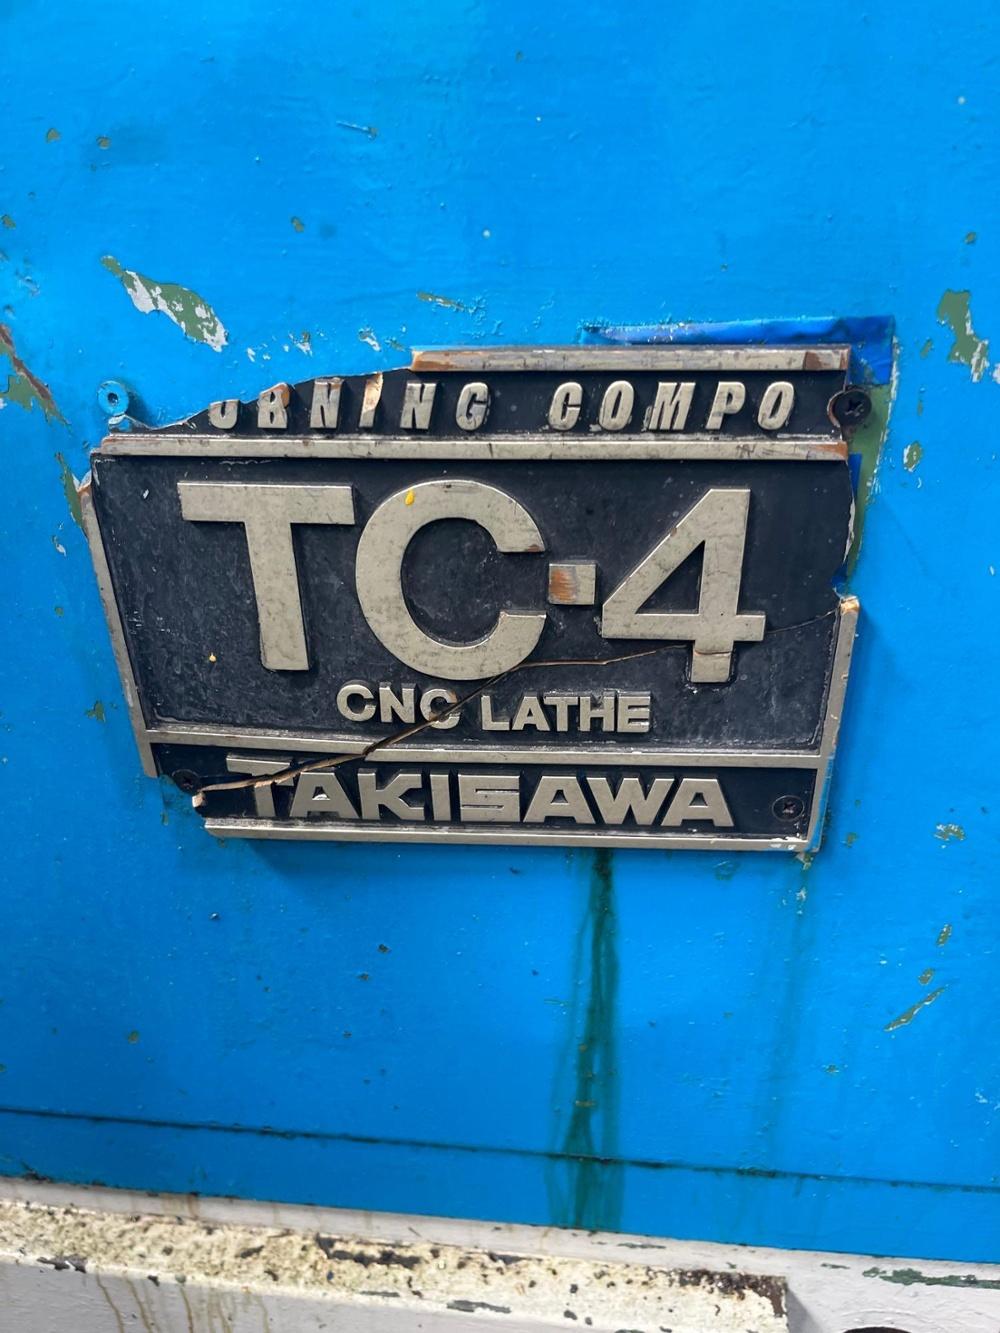 URNING COMPO
TC-4
CNC LATHE
TAKISAWA